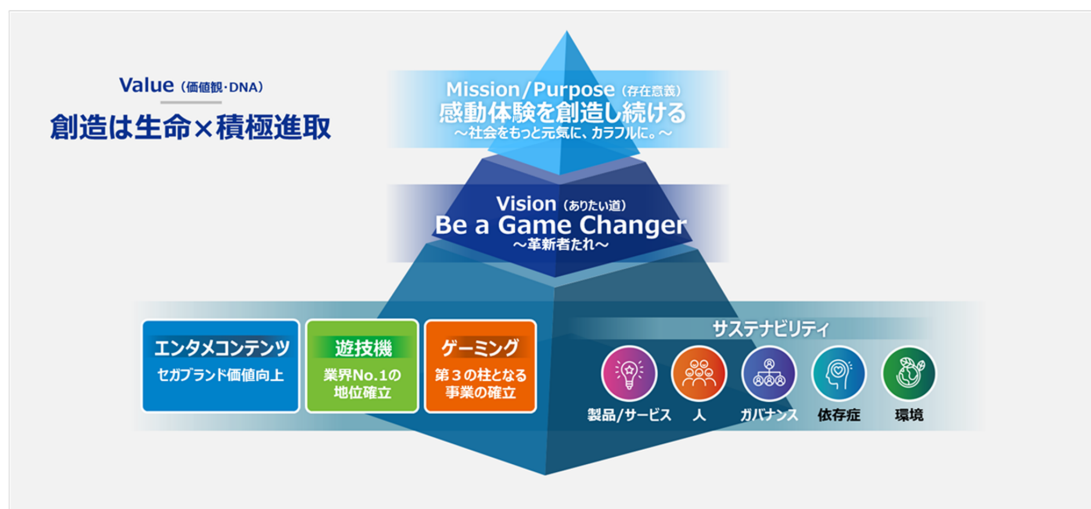 Value（価値観・DNA）
創造は生命×積極進取
Mission/Purpose（存在意義）
感動体験を創造し続ける
～社会をもっと元気に、カラフルに。～
Vision（ありたい道）
Be a Game Changer
～革新者たれ～
エンタメコンテンツ
セガブランド価値向上
遊技機
業界No.1の
地位確立
ゲーミング
第３の柱となる
事業の確立
サステナビリティ
製品/サービス
人
ガバナンス
依存症
環境